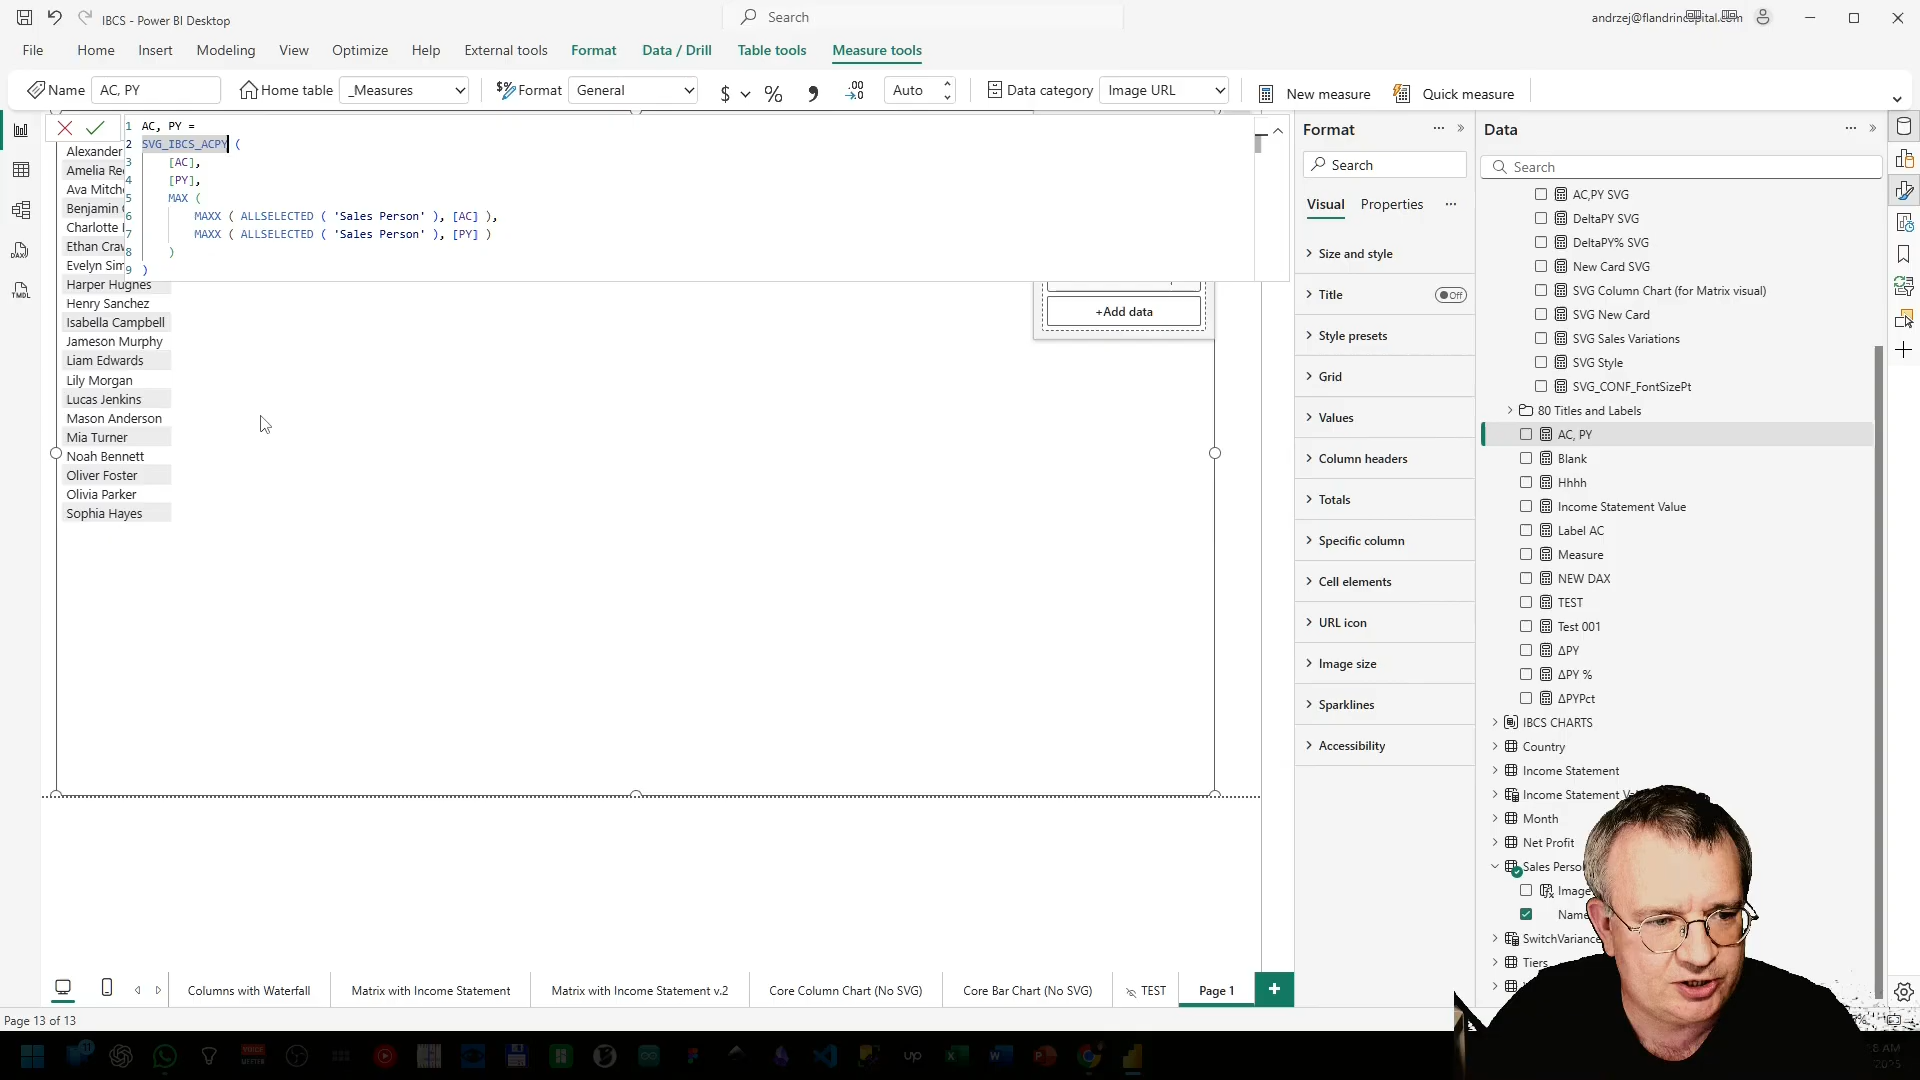 IBCS - Power BI Desktop
Search
File
Home
Insert
Modeling
View
Optimize
Help
External tools
Format
Data / Drill
Table tools
Measure tools
Name
AC, PY
Home table
_Measures
Format
General
Auto
Data category
Image URL
New measure
Quick measure
1 AC, PY =
2 SVG_IBCS_ACPY (
3 [AC],
4 [PY],
5 MAX (
6 MAXX ( ALLSELECTED ( 'Sales Person' ), [AC] ),
7 MAXX ( ALLSELECTED ( 'Sales Person' ), [PY] )
8 )
9 )
Alexander
Benjamin
Charlotte
Harper Hughes
Henry Sanchez
Isabella Campbell
Jameson Murphy
Liam Edwards
Lily Morgan
Lucas Jenkins
Mason Anderson
Mia Turner
Noah Bennett
Oliver Foster
Olivia Parker
Sophia Hayes
+Add data
Format
Search
Visual
Properties
Size and style
Title
Off
Style presets
Grid
Values
Column headers
Totals
Specific column
Cell elements
URL icon
Image size
Sparklines
Accessibility
Data
Search
AC,PY SVG
DeltaPY SVG
DeltaPY% SVG
New Card SVG
SVG Column Chart (for Matrix visual)
SVG New Card
SVG Sales Variations
SVG Style
SVG_CONF_FontSizePt
80 Titles and Labels
AC, PY
Blank
Hhhh
Income Statement Value
Label AC
Measure
NEW DAX
TEST
Test 001
ΔPY
ΔPY %
ΔPYPct
IBCS CHARTS
Country
Income Statement
Income Statement
Month
Net Profit
Sales Perso
Image
Name
SwitchVariance
Tiers
Columns with Waterfall
Matrix with Income Statement
Matrix with Income Statement v.2
Core Column Chart (No SVG)
Core Bar Chart (No SVG)
TEST
Page 1
Page 13 of 13